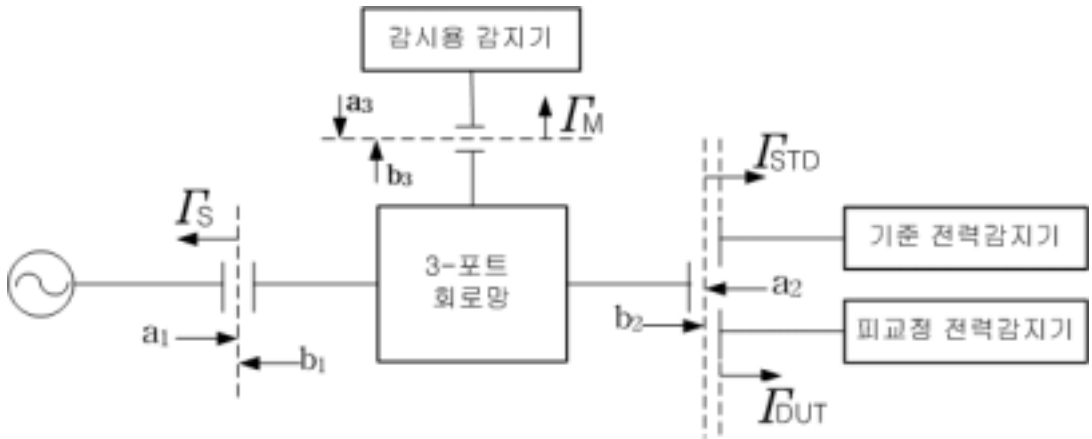 감시용 감지기
a3
ΓM
b3
ΓSTD
ΓS
기준 전력감지기
3-포트
회로망
a2
a1
b2
b1
피교정 전력감지기
ΓDUT